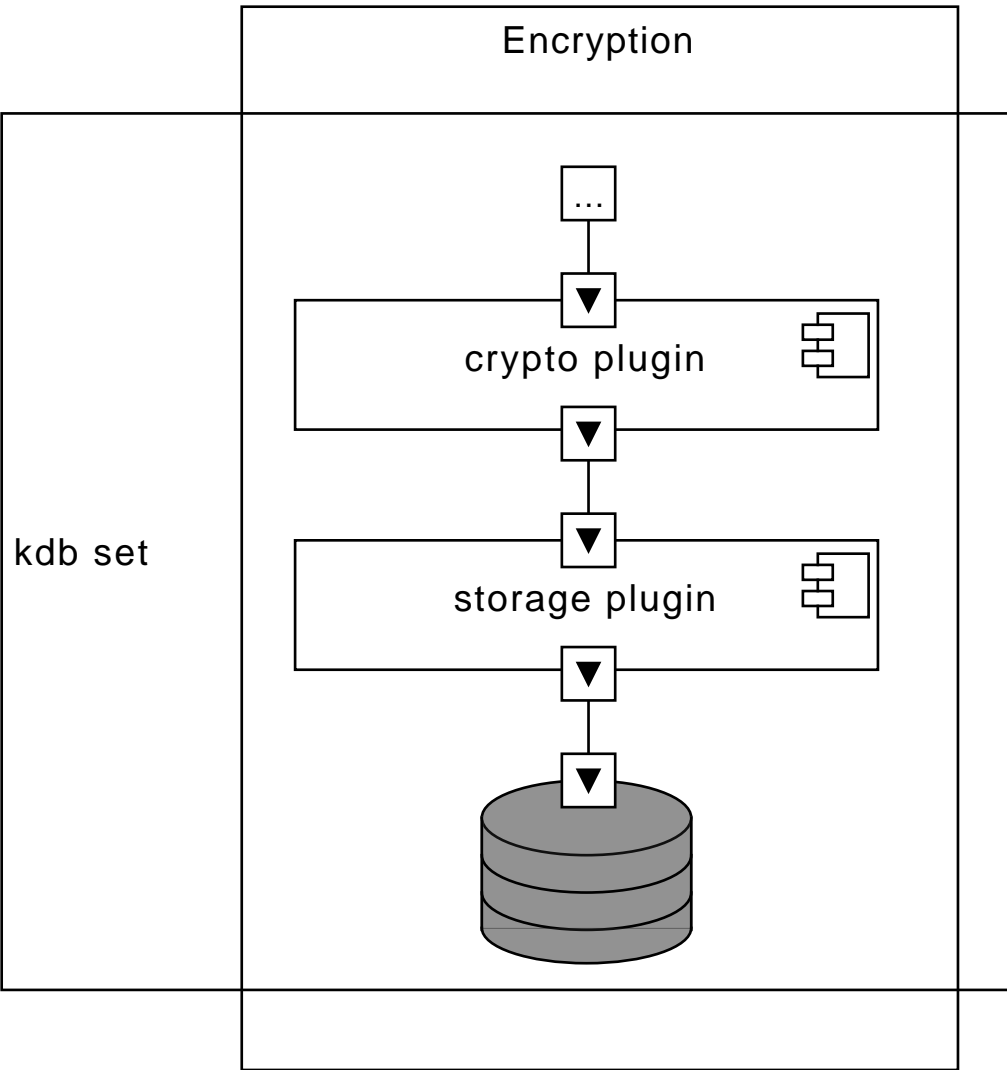 Encryption
...
crypto plugin
kdb set
storage plugin